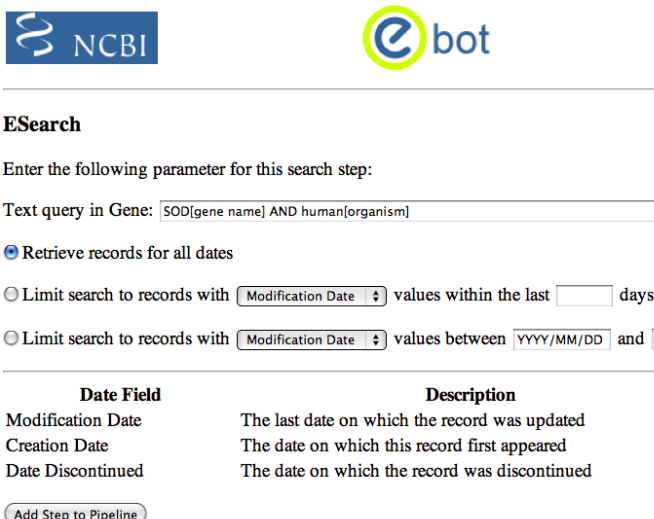 NCBI
ebot
ESearch
Enter the following parameter for this search step:
Text query in Gene: SOD[gene name] AND human[organism]
Retrieve records for all dates
Limit search to records with Modification Date values within the last days
Limit search to records with Modification Date values between YYYY/MM/DD and
Date Field Description
Modification Date The last date on which the record was updated
Creation Date The date on which this record first appeared
Date Discontinued The date on which the record was discontinued
Add Step to Pipeline